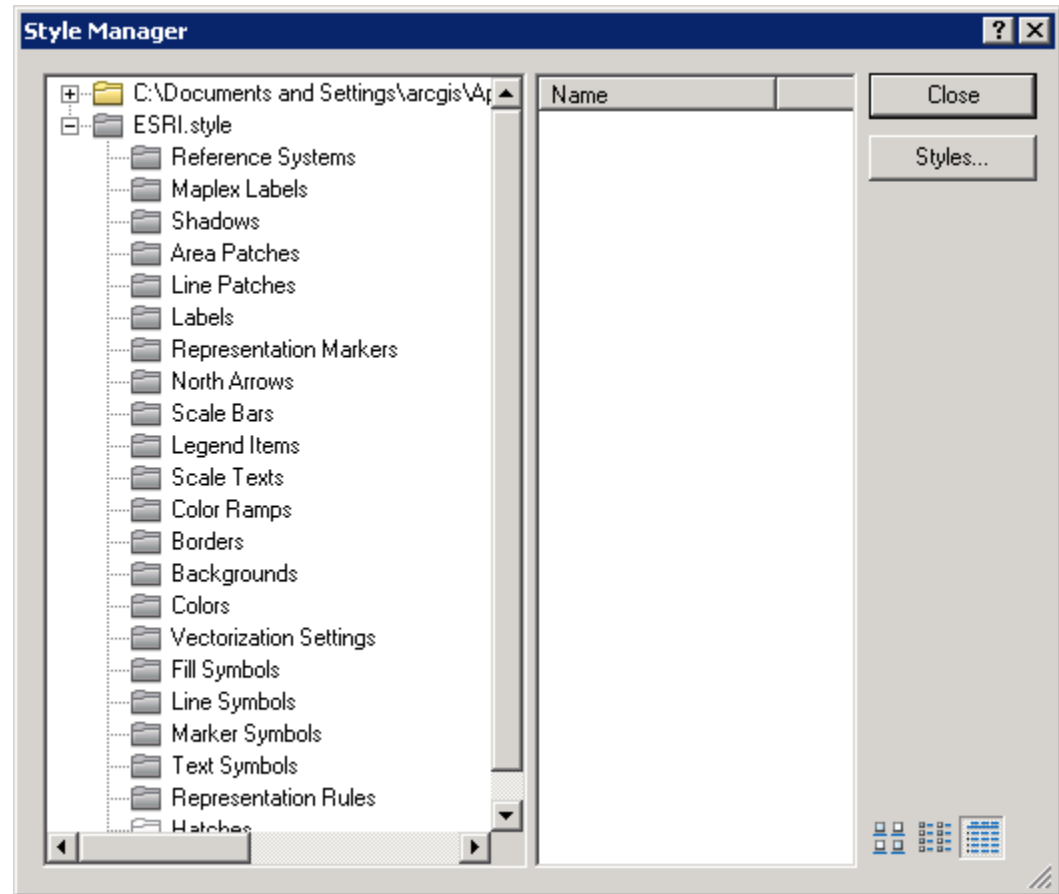 Style Manager
C:\Documents and Settings\arcgis\Ap
ESRI.style
Reference Systems
Maplex Labels
Shadows
Area Patches
Line Patches
Labels
Representation Markers
North Arrows
Scale Bars
Legend Items
Scale Texts
Color Ramps
Borders
Backgrounds
Colors
Vectorization Settings
Fill Symbols
Line Symbols
Marker Symbols
Text Symbols
Representation Rules
Hatches
Name
Close
Styles...